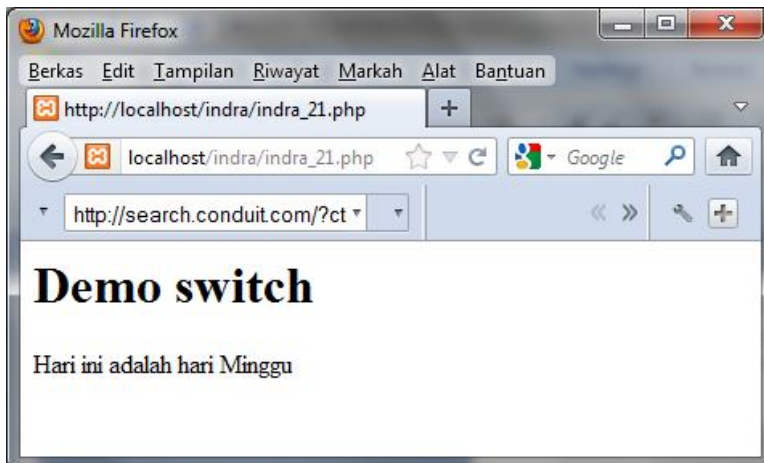 Mozilla Firefox
Berkas Edit Tampilan Riwayat Markah Alat Bantuan
http://localhost/indra/indra_21.php
localhost/indra/indra_21.php Google
http://search.conduit.com/?ct
Demo switch
Hari ini adalah hari Minggu